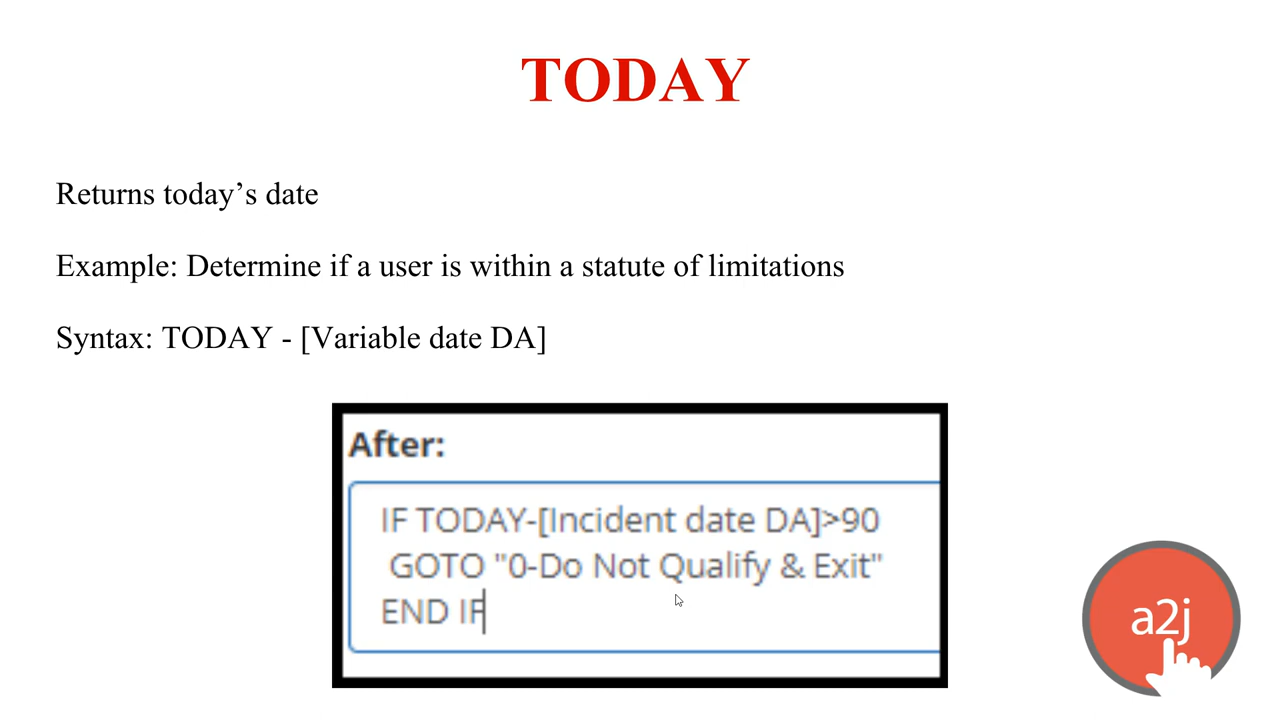 TODAY
Returns today’s date
Example: Determine if a user is within a statute of limitations
Syntax: TODAY - [Variable date DA]
After:
IF TODAY-[Incident date DA]>90
GOTO "0-Do Not Qualify & Exit"
END IF
a2j